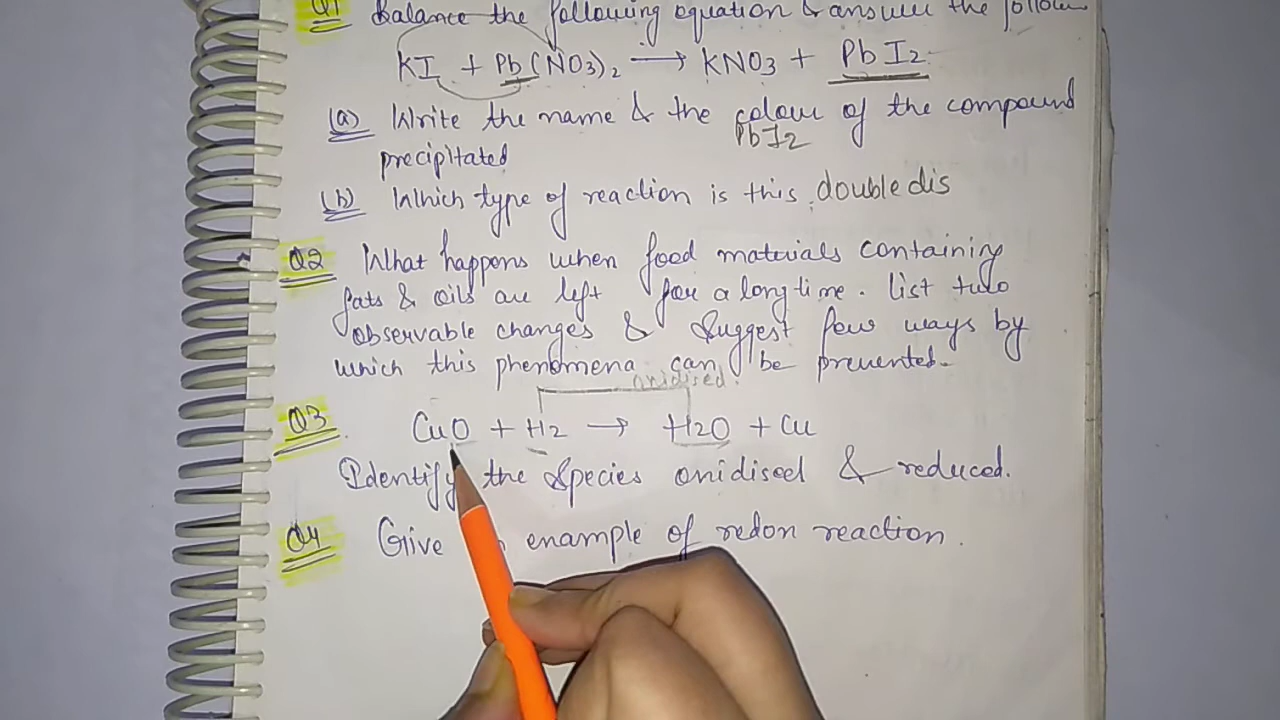 Q1 Balance the following equation & answer the follow
KI + Pb(NO3)2 → KNO3 + PbI2
(a) Write the name & the colour of the compound
PbI2
precipitated
(b) Which type of reaction is this. double dis
Q2 What happens when food materials containing
fats & oils are left for a long time. List two
observable changes & Suggest few ways by
which this phenomena can be prevented.
oxidised.
Q3. CuO + H2 → H2O + Cu
Identify the Species oxidised & reduced.
Q4 Give example of redox reaction.